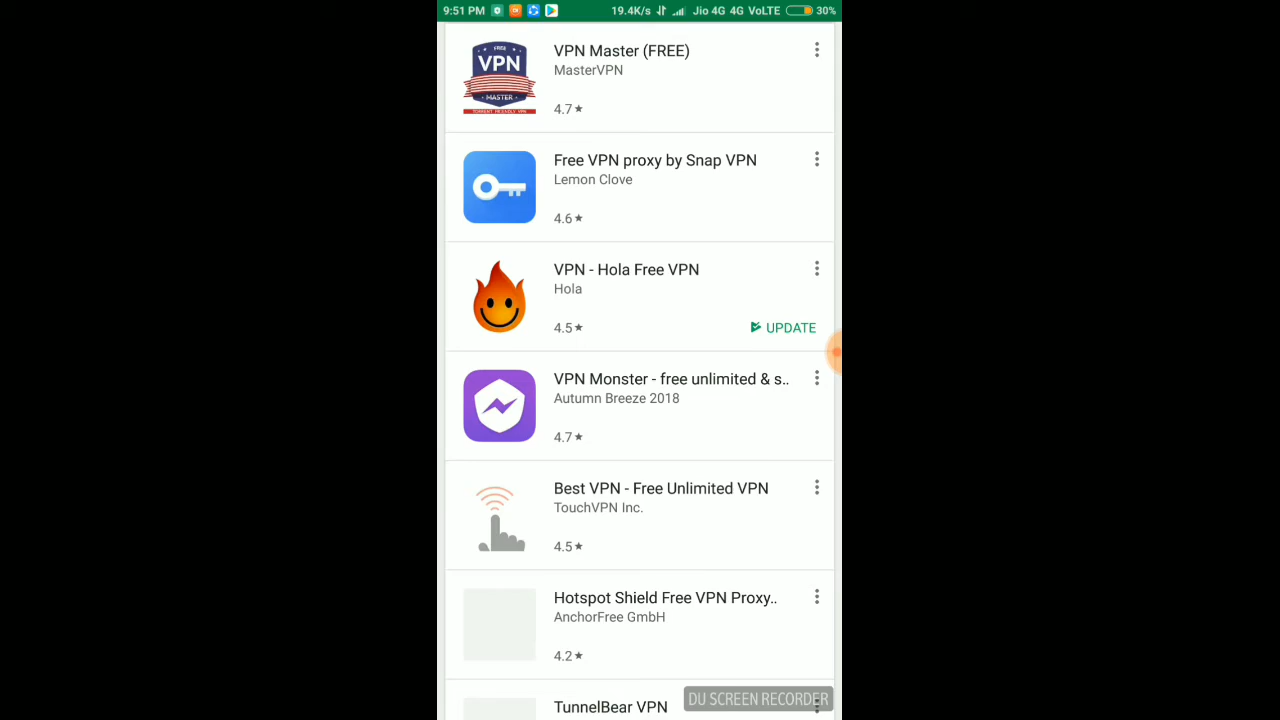 9:51 PM 19.4K/s Jio 4G 4G VoLTE 30%
FREE
VPN
MASTER
TORRENT FRIENDLY VPN
VPN Master (FREE)
MasterVPN
4.7★
Free VPN proxy by Snap VPN
Lemon Clove
4.6★
VPN - Hola Free VPN
Hola
4.5★ UPDATE
VPN Monster - free unlimited & s..
Autumn Breeze 2018
4.7★
Best VPN - Free Unlimited VPN
TouchVPN Inc.
4.5★
Hotspot Shield Free VPN Proxy..
AnchorFree GmbH
4.2★
TunnelBear VPN
DU SCREEN RECORDER